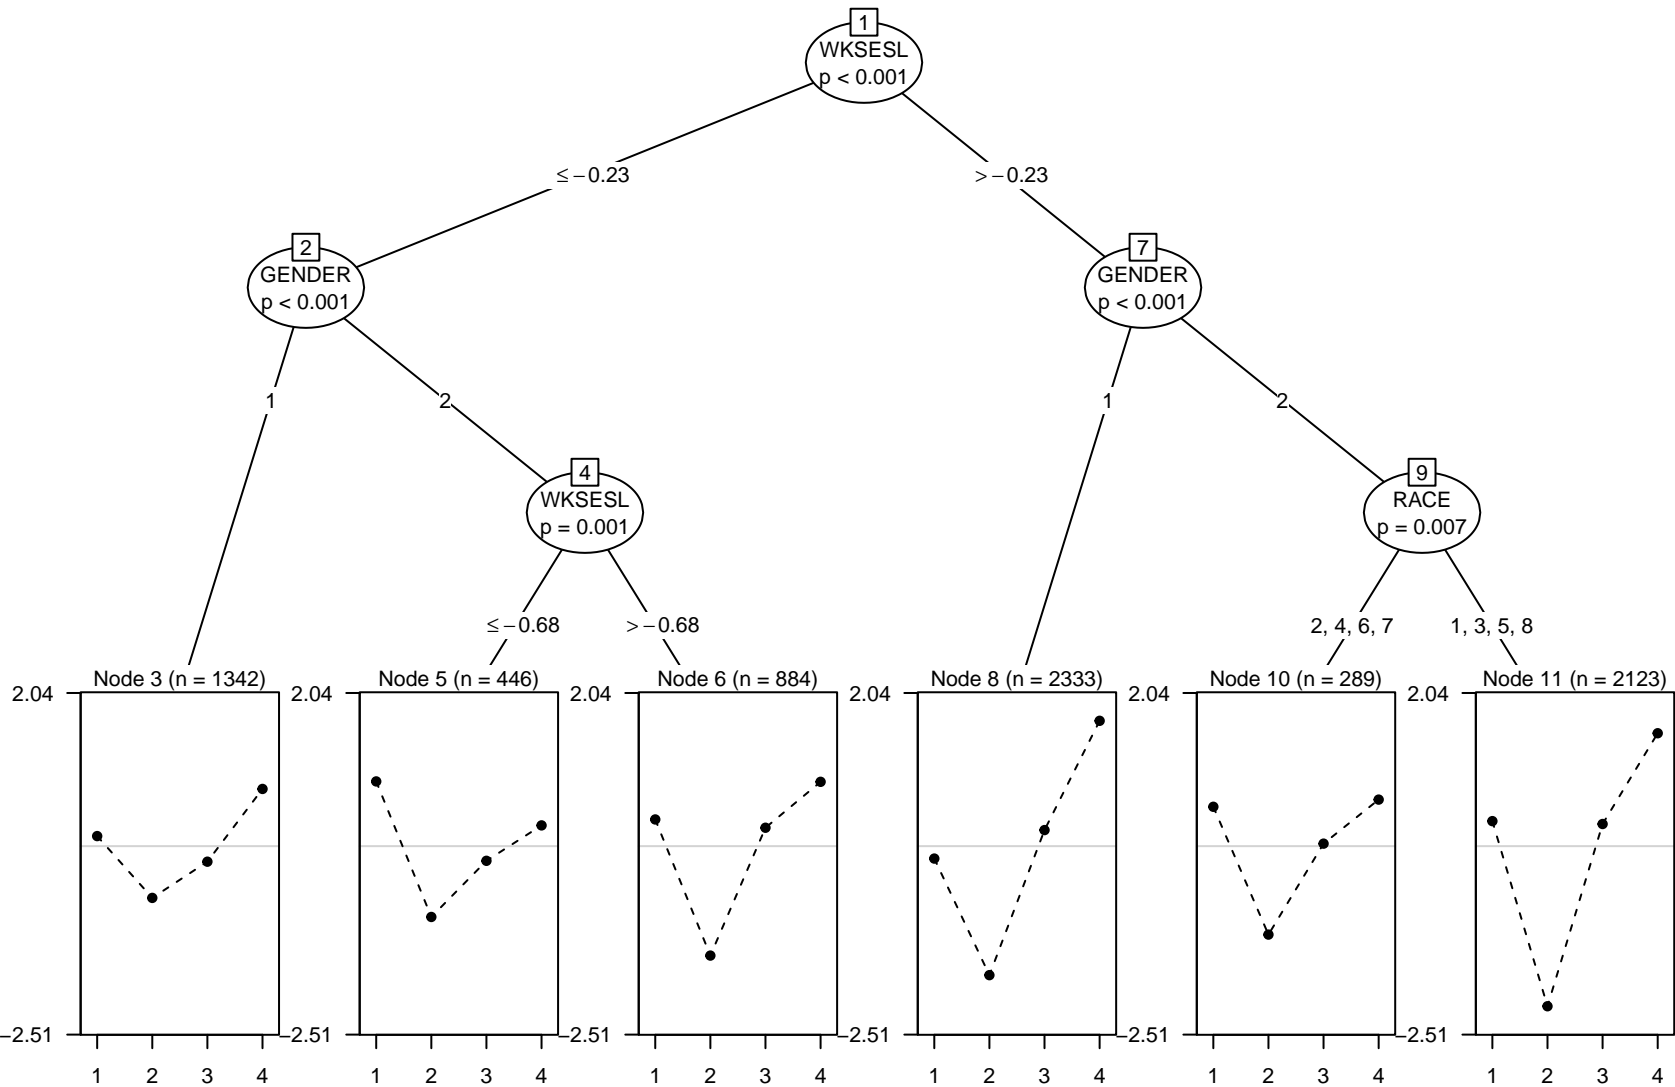 1
WKSESL
p < 0.001
≤ −0.23
> −0.23
2
GENDER
p < 0.001
7
GENDER
p < 0.001
1
2
1
2
4
WKSESL
p = 0.001
9
RACE
p = 0.007
≤ −0.68
> −0.68
2, 4, 6, 7
1, 3, 5, 8
Node 3 (n = 1342)
2.04
−2.51
1 2 3 4
Node 5 (n = 446)
2.04
−2.51
1 2 3 4
Node 6 (n = 884)
2.04
−2.51
1 2 3 4
Node 8 (n = 2333)
2.04
−2.51
1 2 3 4
Node 10 (n = 289)
2.04
−2.51
1 2 3 4
Node 11 (n = 2123)
2.04
−2.51
1 2 3 4